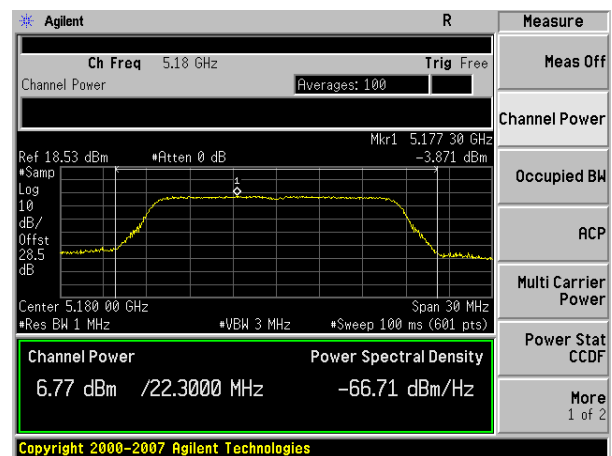 Agilent R Measure
Ch Freq 5.18 GHz Trig Free
Meas Off
Channel Power Averages: 100
Channel Power
Mkr1 5.177 30 GHz
Ref 18.53 dBm #Atten 0 dB -3.871 dBm
#Samp
Log
10
dB/
Offst
28.5
dB
1
Occupied BW
ACP
Multi Carrier
Power
Center 5.180 00 GHz Span 30 MHz
#Res BW 1 MHz #VBW 3 MHz #Sweep 100 ms (601 pts)
Power Stat
CCDF
Channel Power Power Spectral Density
6.77 dBm /22.3000 MHz -66.71 dBm/Hz
More
1 of 2
Copyright 2000-2007 Agilent Technologies